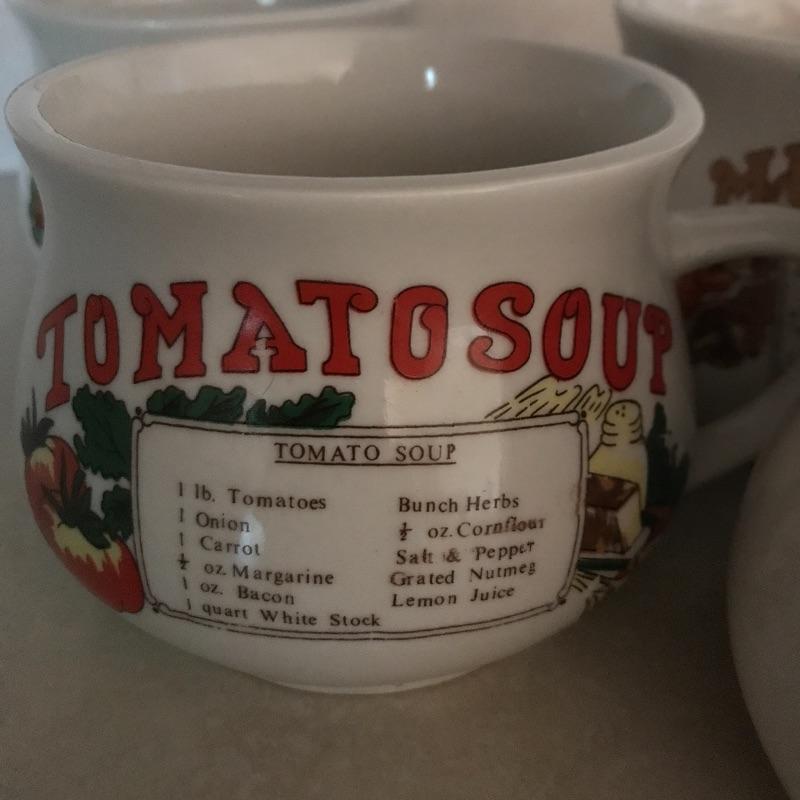 TOMATO SOUP
TOMATO SOUP
1 lb. Tomatoes
1 Onion
1 Carrot
½ oz. Margarine
1 oz. Bacon
1 quart White Stock
Bunch Herbs
½ oz. Cornflour
Salt & Pepper
Grated Nutmeg
Lemon Juice